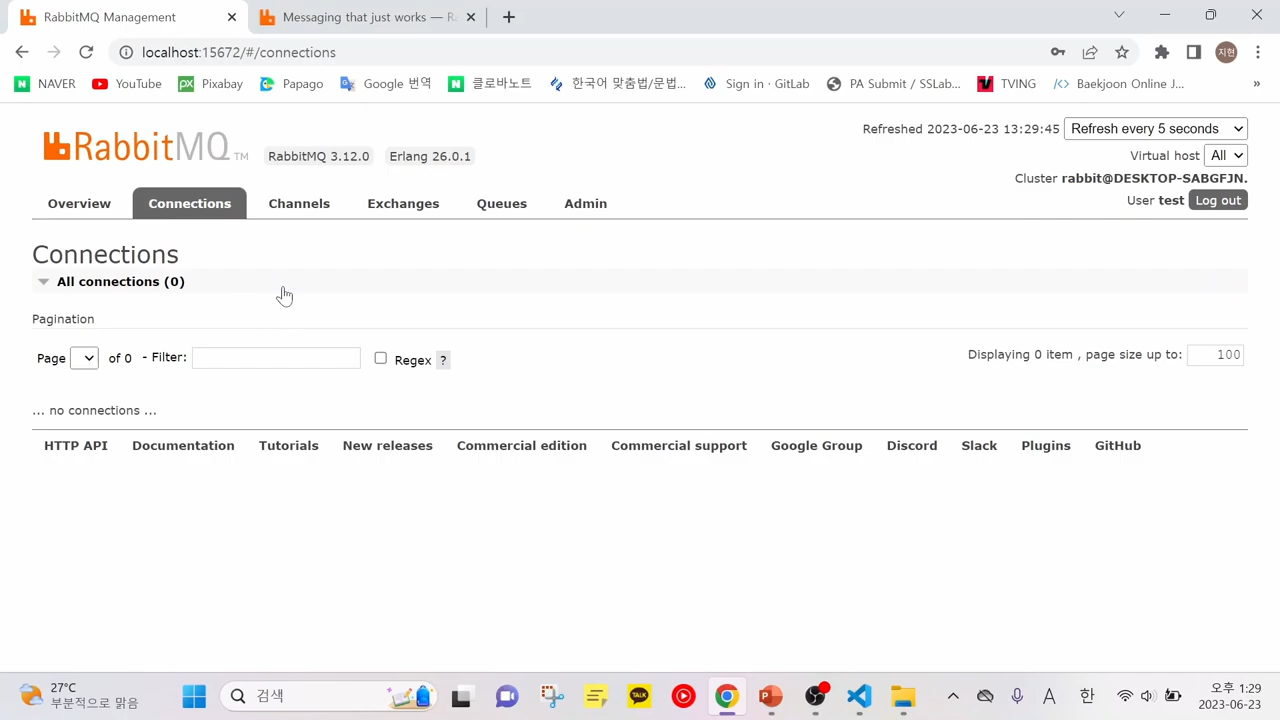 RabbitMQ Management
Messaging that just works — Ra
localhost:15672/#/connections
지현
NAVER
YouTube
Pixabay
Papago
Google 번역
클로바노트
한국어 맞춤법/문법...
Sign in · GitLab
PA Submit / SSLab...
TVING
Baekjoon Online J...
»
RabbitMQ TM
RabbitMQ 3.12.0
Erlang 26.0.1
Refreshed 2023-06-23 13:29:45
Refresh every 5 seconds
Virtual host All
Cluster rabbit@DESKTOP-SABGFJN.
User test Log out
Overview
Connections
Channels
Exchanges
Queues
Admin
Connections
All connections (0)
Pagination
Page of 0 - Filter: Regex ?
Displaying 0 item , page size up to: 100
... no connections ...
HTTP API
Documentation
Tutorials
New releases
Commercial edition
Commercial support
Google Group
Discord
Slack
Plugins
GitHub
27°C
부분적으로 맑음
검색
TALK
A
한
오후 1:29
2023-06-23